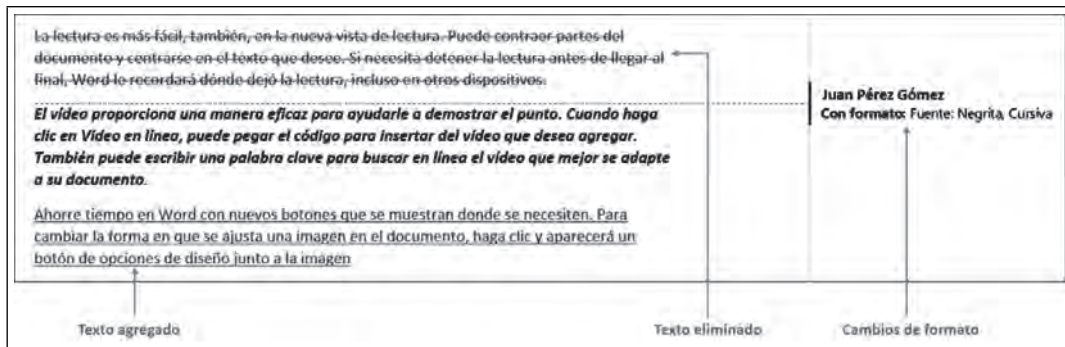 La lectura es más fácil, también, en la nueva vista de lectura. Puede contraer partes del
documento y centrarse en el texto que desee. Si necesita detener la lectura antes de llegar al
final, Word le recordará dónde dejó la lectura, incluso en otros dispositivos.
El vídeo proporciona una manera eficaz para ayudarle a demostrar el punto. Cuando haga
clic en Vídeo en línea, puede pegar el código para insertar del vídeo que desea agregar.
También puede escribir una palabra clave para buscar en línea el vídeo que mejor se adapte
a su documento.
Ahorre tiempo en Word con nuevos botones que se muestran donde se necesiten. Para
cambiar la forma en que se ajusta una imagen en el documento, haga clic y aparecerá un
botón de opciones de diseño junto a la imagen
Juan Pérez Gómez
Con formato: Fuente: Negrita, Cursiva
Texto agregado
Texto eliminado
Cambios de formato